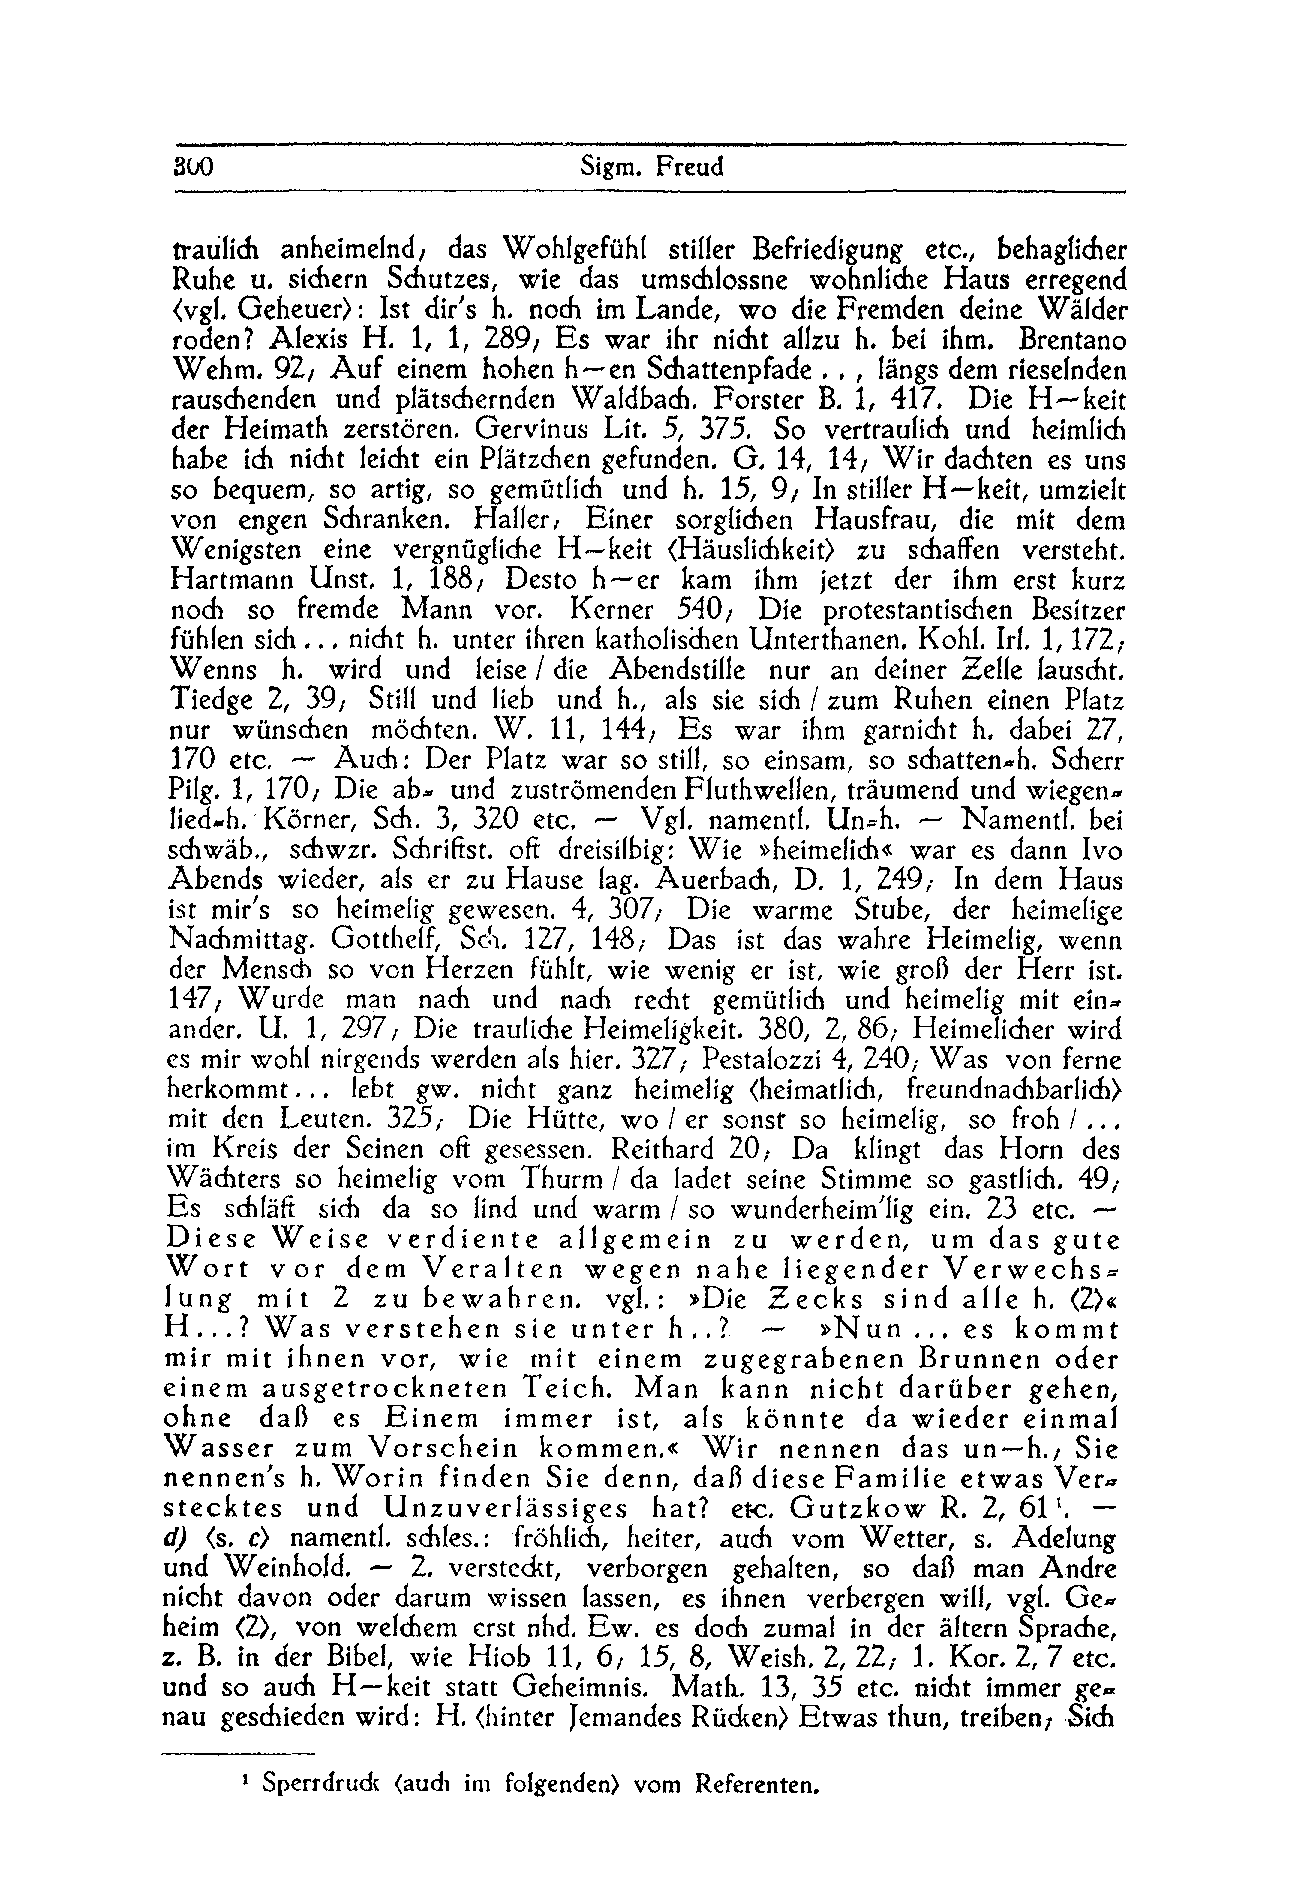 300 Sigm. Freud
traulich anheimelnd; das Wohlgefühl stiller Befriedigung etc., behaglicher
Ruhe u. sichern Schutzes, wie das umschlossne wohnliche Haus erregend
(vgl. Geheuer): Ist dir's h. noch im Lande, wo die Fremden deine Wälder
roden? Alexis H. 1, 1, 289; Es war ihr nicht allzu h. bei ihm. Brentano
Wehm. 92; Auf einem hohen h—en Schattenpfade . . , längs dem rieselnden
rauschenden und plätschernden Waldbach. Forster B. 1, 417. Die H—keit
der Heimath zerstören. Gervinus Lit. 5, 375. So vertraulich und heimlich
habe ich nicht leicht ein Plätzchen gefunden. G. 14, 14; Wir dachten es uns
so bequem, so artig, so gemütlich und h. 15, 9; In stiller H—keit, umzielt
von engen Schranken. Haller; Einer sorglichen Hausfrau, die mit dem
Wenigsten eine vergnügliche H—keit (Häuslichkeit) zu schaffen versteht.
Hartmann Unst. 1, 188; Desto h—er kam ihm jetzt der ihm erst kurz
noch so fremde Mann vor. Kerner 540; Die protestantischen Besitzer
fühlen sich ... nicht h. unter ihren katholischen Unterthanen. Kohl. Irl. 1, 172;
Wenns h. wird und leise / die Abendstille nur an deiner Zelle lauscht.
Tiedge 2, 39; Still und lieb und h., als sie sich / zum Ruhen einen Platz
nur wünschen möchten. W. 11, 144; Es war ihm garnicht h. dabei 27,
170 etc. — Auch: Der Platz war so still, so einsam, so schatten-h. Scherr
Pilg. 1, 170; Die ab- und zuströmenden Fluthwellen, träumend und wiegen-
lied-h. Körner, Sch. 3, 320 etc. — Vgl. namentl. Un-h. — Namentl. bei
schwäb., schwzr. Schriftst. oft dreisilbig: Wie »heimelich« war es dann Ivo
Abends wieder, als er zu Hause lag. Auerbach, D. 1, 249; In dem Haus
ist mir's so heimelig gewesen. 4, 307; Die warme Stube, der heimelige
Nachmittag. Gotthelf, Sch. 127, 148; Das ist das wahre Heimelig, wenn
der Mensch so von Herzen fühlt, wie wenig er ist, wie groß der Herr ist.
147; Wurde man nach und nach recht gemütlich und heimelig mit ein-
ander. U. 1, 297; Die trauliche Heimeligkeit. 380, 2, 86; Heimelicher wird
es mir wohl nirgends werden als hier. 327; Pestalozzi 4, 240; Was von ferne
herkommt... lebt gw. nicht ganz heimelig (heimatlich, freundnachbarlich)
mit den Leuten. 325; Die Hütte, wo / er sonst so heimelig, so froh / ...
im Kreis der Seinen oft gesessen. Reithard 20; Da klingt das Horn des
Wächters so heimelig vom Thurm / da ladet seine Stimme so gastlich. 49;
Es schläft sich da so lind und warm / so wunderheim'lig ein. 23 etc. —
Diese Weise verdiente allgemein zu werden, um das gute
Wort vor dem Veralten wegen nahe liegender Verwechs-
lung mit 2 zu bewahren. vgl.: »Die Zecks sind alle h. (2)«
H...? Was verstehen sie unter h..? — »Nun ... es kommt
mir mit ihnen vor, wie mit einem zugegrabenen Brunnen oder
einem ausgetrockneten Teich. Man kann nicht darüber gehen,
ohne daß es Einem immer ist, als könnte da wieder einmal
Wasser zum Vorschein kommen.« Wir nennen das un—h.; Sie
nennen's h. Worin finden Sie denn, daß diese Familie etwas Ver-
stecktes und Unzuverlässiges hat? etc. Gutzkow R. 2, 61¹. —
d) (s. c) namentl. schles.: fröhlich, heiter, auch vom Wetter, s. Adelung
und Weinhold. — 2. versteckt, verborgen gehalten, so daß man Andre
nicht davon oder darum wissen lassen, es ihnen verbergen will, vgl. Ge-
heim (2), von welchem erst nhd. Ew. es doch zumal in der ältern Sprache,
z. B. in der Bibel, wie Hiob 11, 6; 15, 8, Weish. 2, 22; 1. Kor. 2, 7 etc.
und so auch H—keit statt Geheimnis. Math. 13, 35 etc. nicht immer ge-
nau geschieden wird: H. (hinter Jemandes Rücken) Etwas thun, treiben; Sich
¹ Sperrdruck (auch im folgenden) vom Referenten.